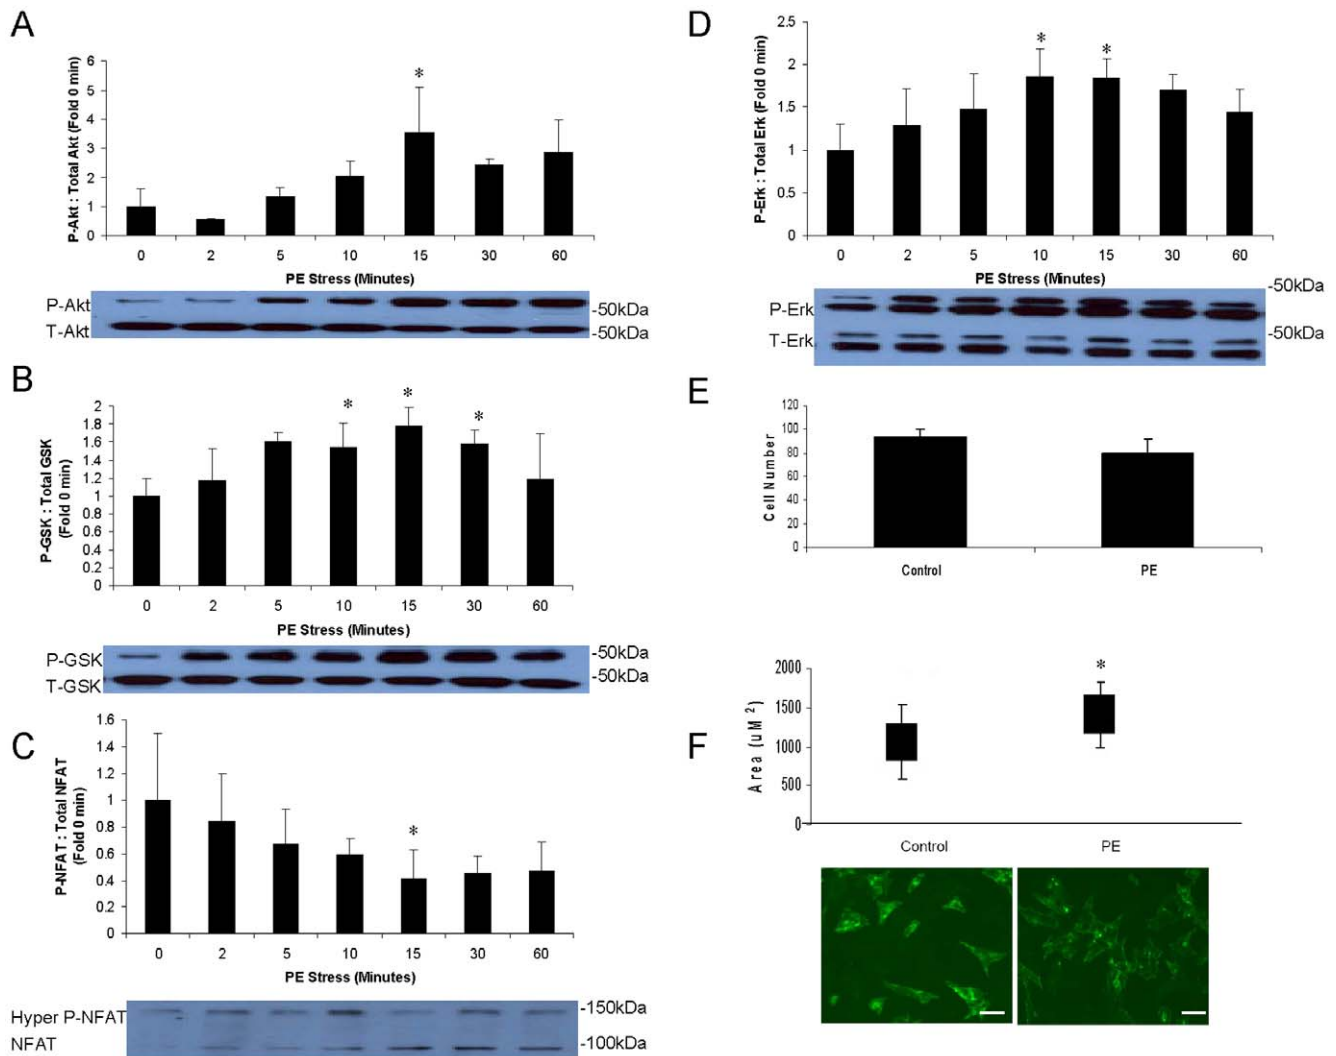 A
P-Akt : Total Akt (Fold 0 min)
6
5
4
3
2
1
0
*
0 2 5 10 15 30 60
PE Stress (Minutes)
P-Akt
-50kDa
T-Akt
-50kDa
B
P-GSK : Total GSK
(Fold 0 min)
2
1.8
1.6
1.4
1.2
1
0.8
0.6
0.4
0.2
0
* * *
0 2 5 10 15 30 60
PE Stress (Minutes)
P-GSK
-50kDa
T-GSK
-50kDa
C
P-NFAT : Total NFAT
(Fold 0 min)
1.6
1.4
1.2
1
0.8
0.6
0.4
0.2
0
*
0 2 5 10 15 30 60
PE Stress (Minutes)
Hyper P-NFAT
-150kDa
NFAT
-100kDa
D
P-Erk : Total Erk (Fold 0 min)
2.5
2
1.5
1
0.5
0
* *
0 2 5 10 15 30 60
PE Stress (Minutes)
-50kDa
P-Erk
-50kDa
T-Erk
E
Cell Number
120
100
80
60
40
20
0
Control PE
F
Area (uM²)
2000
1500
1000
500
0
*
Control PE